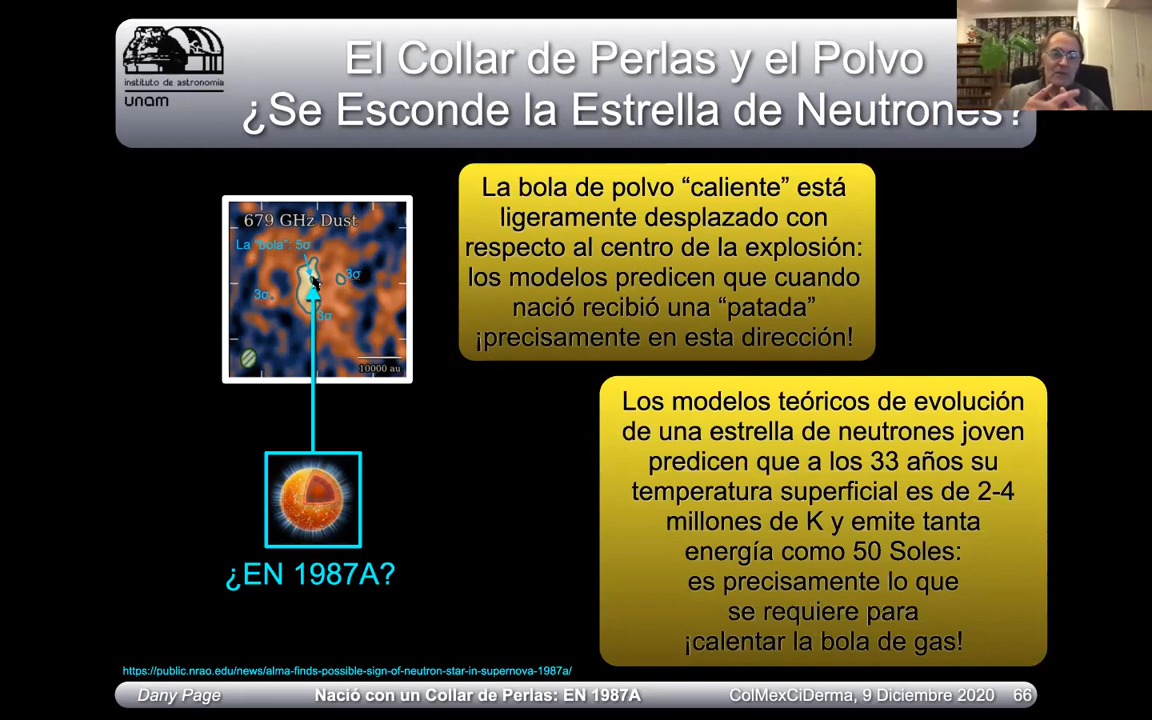 instituto de astronomía
unam
El Collar de Perlas y el Polvo
¿Se Esconde la Estrella de Neutrones?
679 GHz Dust
La "bola": 5σ
3σ
3σ
3σ
10000 au
La bola de polvo “caliente” está
ligeramente desplazado con
respecto al centro de la explosión:
los modelos predicen que cuando
nació recibió una “patada”
¡precisamente en esta dirección!
Los modelos teóricos de evolución
de una estrella de neutrones joven
predicen que a los 33 años su
temperatura superficial es de 2-4
millones de K y emite tanta
energía como 50 Soles:
es precisamente lo que
se requiere para
¡calentar la bola de gas!
¿EN 1987A?
https://public.nrao.edu/news/alma-finds-possible-sign-of-neutron-star-in-supernova-1987a/
Dany Page
Nació con un Collar de Perlas: EN 1987A
ColMexCiDerma, 9 Diciembre 2020
66